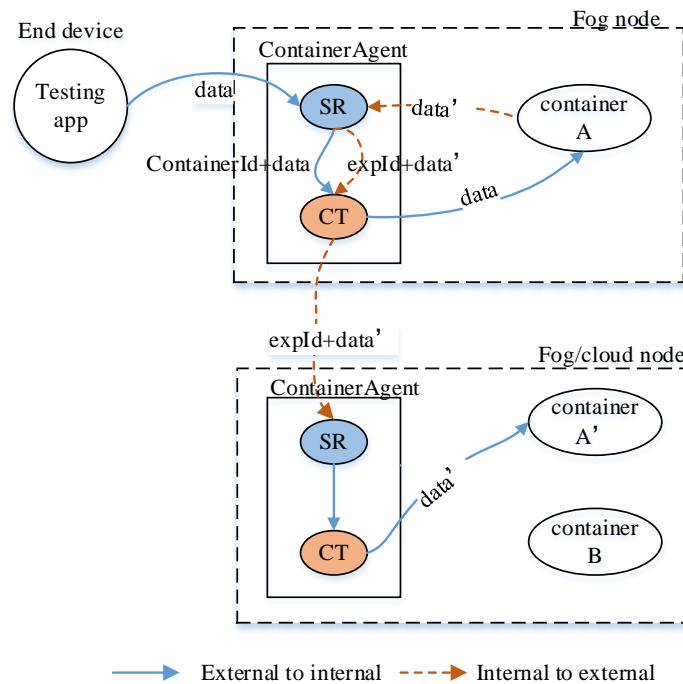 Fog node
End device
ContainerAgent
Testing
app
data
SR
data’
container
A
ContainerId+data
expId+data’
CT
data
expId+data’
Fog/cloud node
ContainerAgent
container
A’
SR
data’
container
B
CT
External to internal
Internal to external